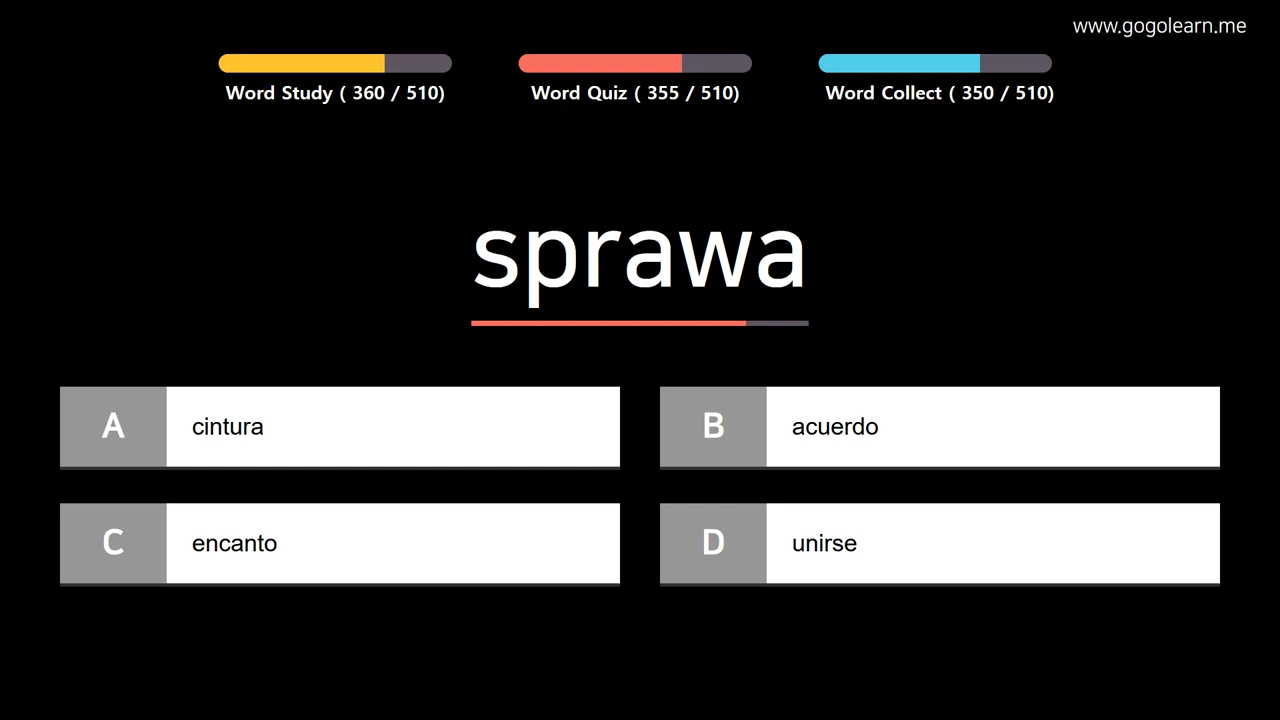 www.gogolearn.me
Word Study ( 360 / 510)
Word Quiz ( 355 / 510)
Word Collect ( 350 / 510)
sprawa
A cintura
B acuerdo
C encanto
D unirse